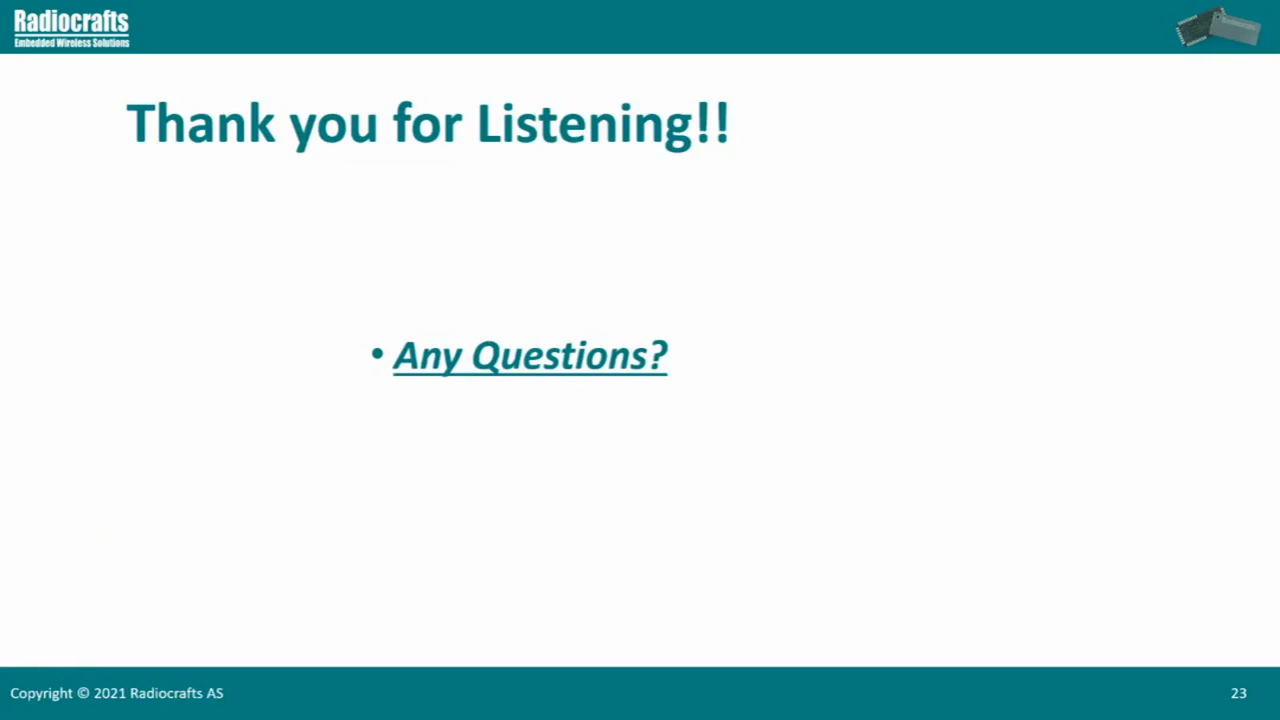 Radiocrafts
Embedded Wireless Solutions
Thank you for Listening!!
• Any Questions?
Copyright © 2021 Radiocrafts AS
23